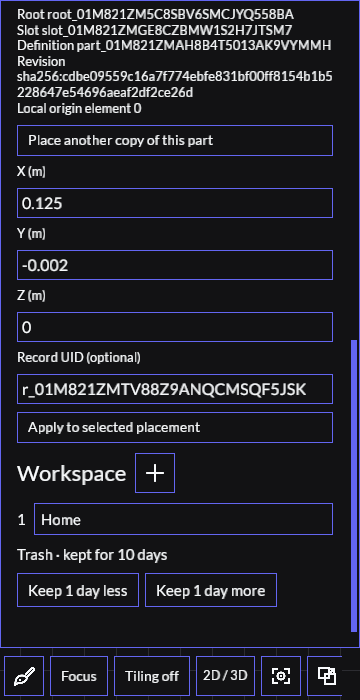 Root root_01M821ZM5C8SBV6SMCJYQ558BA
Slot slot_01M821ZMGE8CZBMW1S2H7JTSM7
Definition part_01M821ZMAH8B4T5013AK9VYMMH
Revision
sha256:cdbe09559c16a7f774ebfe831bf00ff8154b1b5
228647e54696aeaf2df2ce26d
Local origin element 0
Place another copy of this part
X (m)
0.125
Y (m)
-0.002
Z (m)
0
Record UID (optional)
r_01M821ZMTV88Z9ANQCMSQF5JSK
Apply to selected placement
Workspace
1 Home
Trash · kept for 10 days
Keep 1 day less Keep 1 day more
Focus Tiling off 2D / 3D